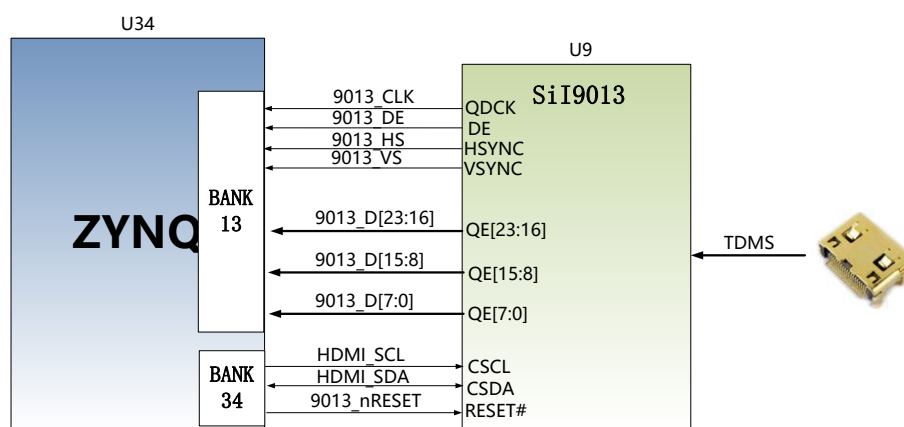 U34
U9
SiI9013
9013_CLK
QDCK
9013_DE
DE
9013_HS
HSYNC
9013_VS
VSYNC
BANK
13
ZYNQ
9013_D[23:16]
QE[23:16]
TDMS
9013_D[15:8]
QE[15:8]
9013_D[7:0]
QE[7:0]
HDMI_SCL
CSCL
BANK
34
HDMI_SDA
CSDA
9013_nRESET
RESET#